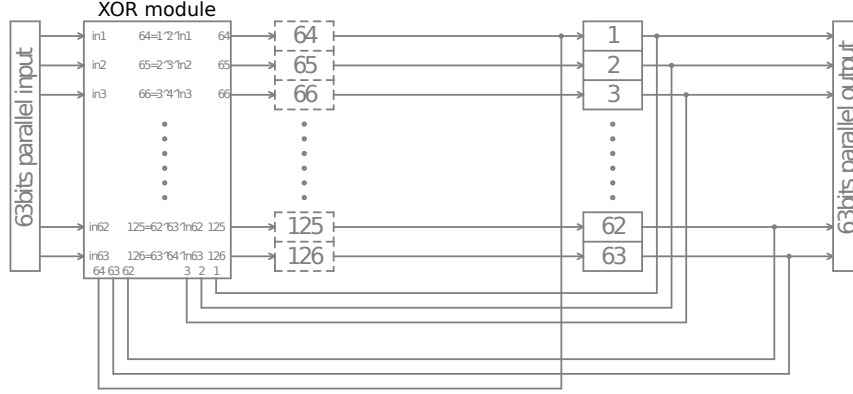 XOR module
63bits parallel input
in1 64=1^2^in1 64
in2 65=2^3^in2 65
in3 66=3^4^in3 66
in62 125=62^63^in62 125
in63 126=63^64^in63 126
64 63 62 3 2 1
64
65
66
125
126
1
2
3
62
63
63bits parallel output